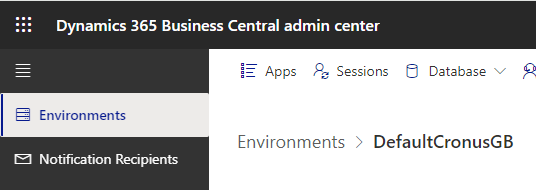 Dynamics 365 Business Central admin center
Apps Sessions Database
Environments
Environments > DefaultCronusGB
Notification Recipients